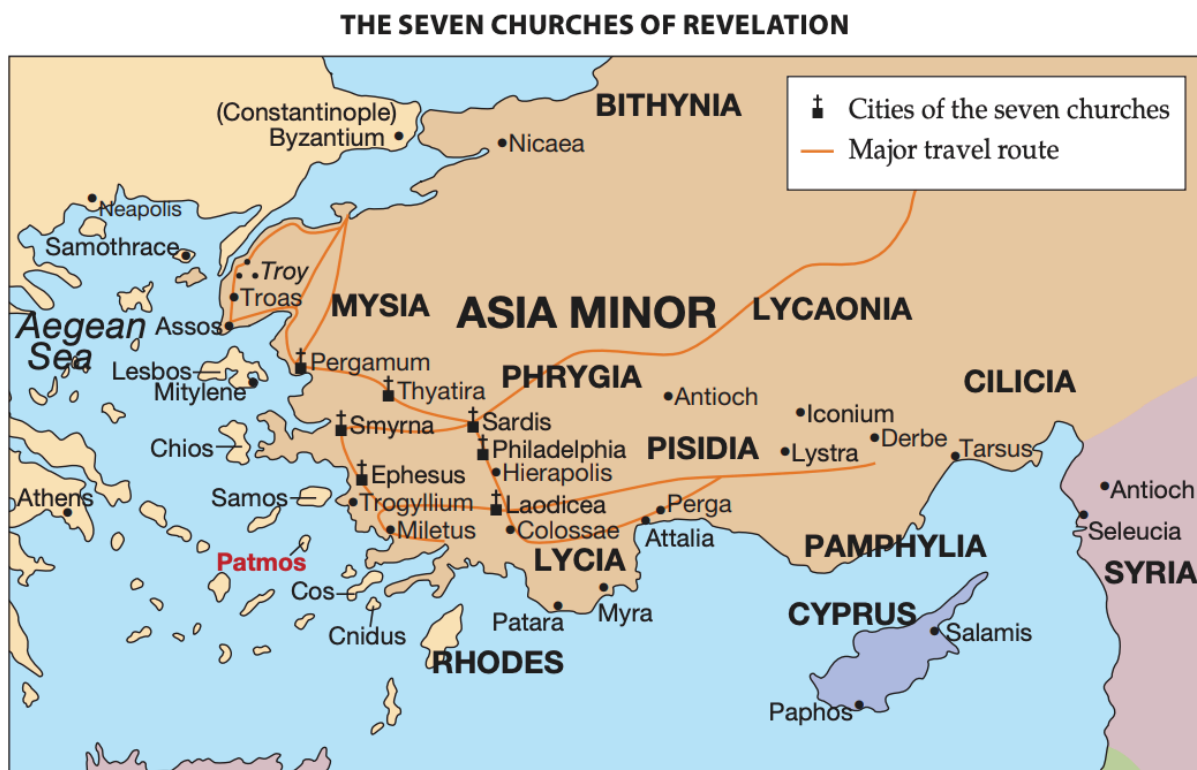 THE SEVEN CHURCHES OF REVELATION
Cities of the seven churches
Major travel route
(Constantinople)
Byzantium
BITHYNIA
Nicaea
Neapolis
Samothrace
Troy
Troas
MYSIA
ASIA MINOR
LYCAONIA
Aegean
Sea
Assos
Pergamum
Lesbos
Mitylene
Thyatira
PHRYGIA
Antioch
CILICIA
Iconium
Smyrna
Sardis
Chios
Philadelphia
PISIDIA
Derbe
Lystra
Tarsus
Hierapolis
Ephesus
Athens
Samos
Trogyllium
Laodicea
Perga
Antioch
Miletus
Colossae
Attalia
Seleucia
Patmos
LYCIA
PAMPHYLIA
SYRIA
Cos
Cnidus
Patara
Myra
CYPRUS
Salamis
RHODES
Paphos